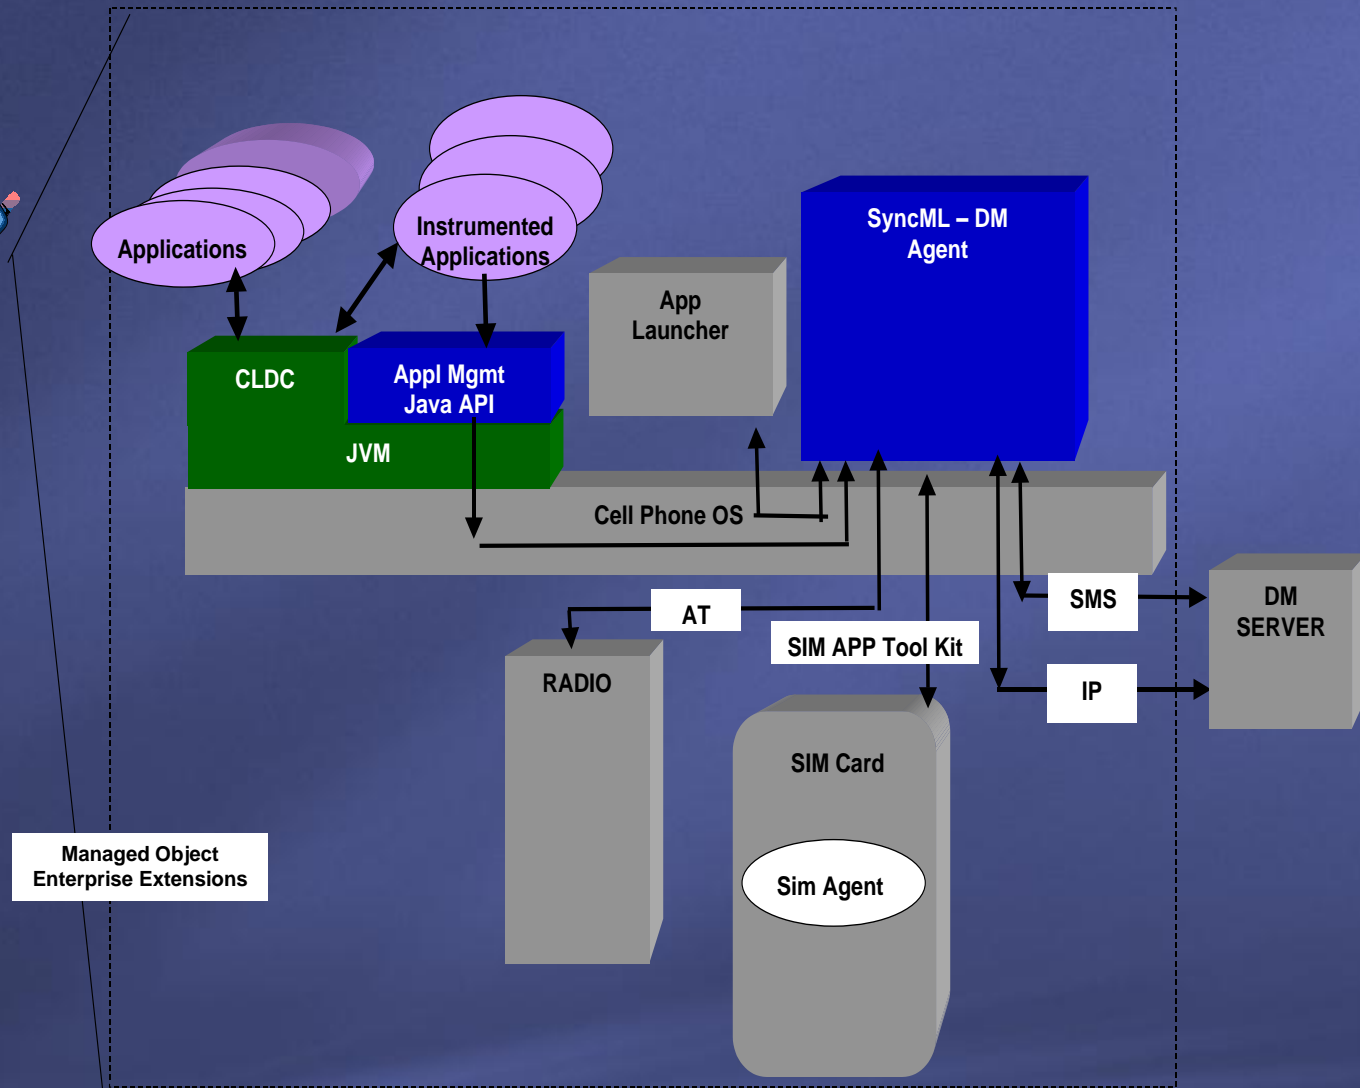 SyncML – DM
Agent
Instrumented
Applications
Applications
App
Launcher
CLDC
Appl Mgmt
Java API
JVM
Cell Phone OS
SMS
DM
SERVER
AT
SIM APP Tool Kit
RADIO
IP
SIM Card
Managed Object
Enterprise Extensions
Sim Agent